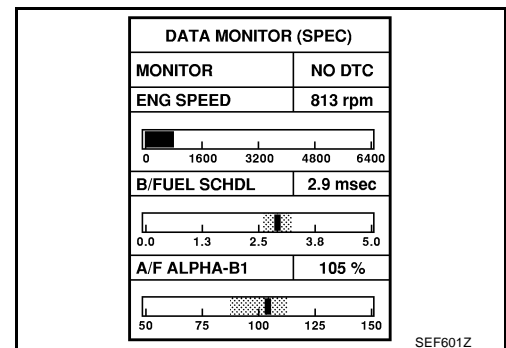 DATA MONITOR (SPEC)
MONITOR NO DTC
ENG SPEED 813 rpm
0 1600 3200 4800 6400
B/FUEL SCHDL 2.9 msec
0.0 1.3 2.5 3.8 5.0
A/F ALPHA-B1 105 %
50 75 100 125 150
SEF601Z